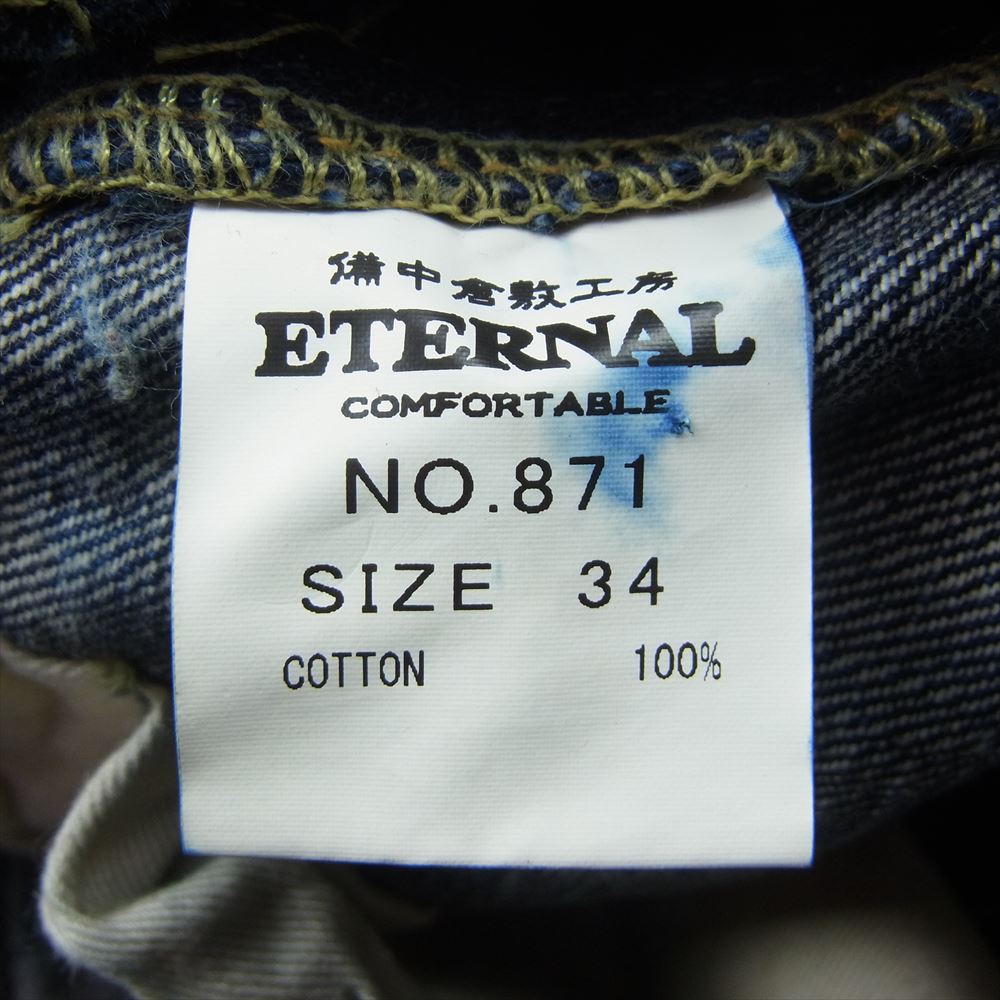 備中倉敷工房
ETERNAL
COMFORTABLE
NO.871
SIZE 34
COTTON 100%